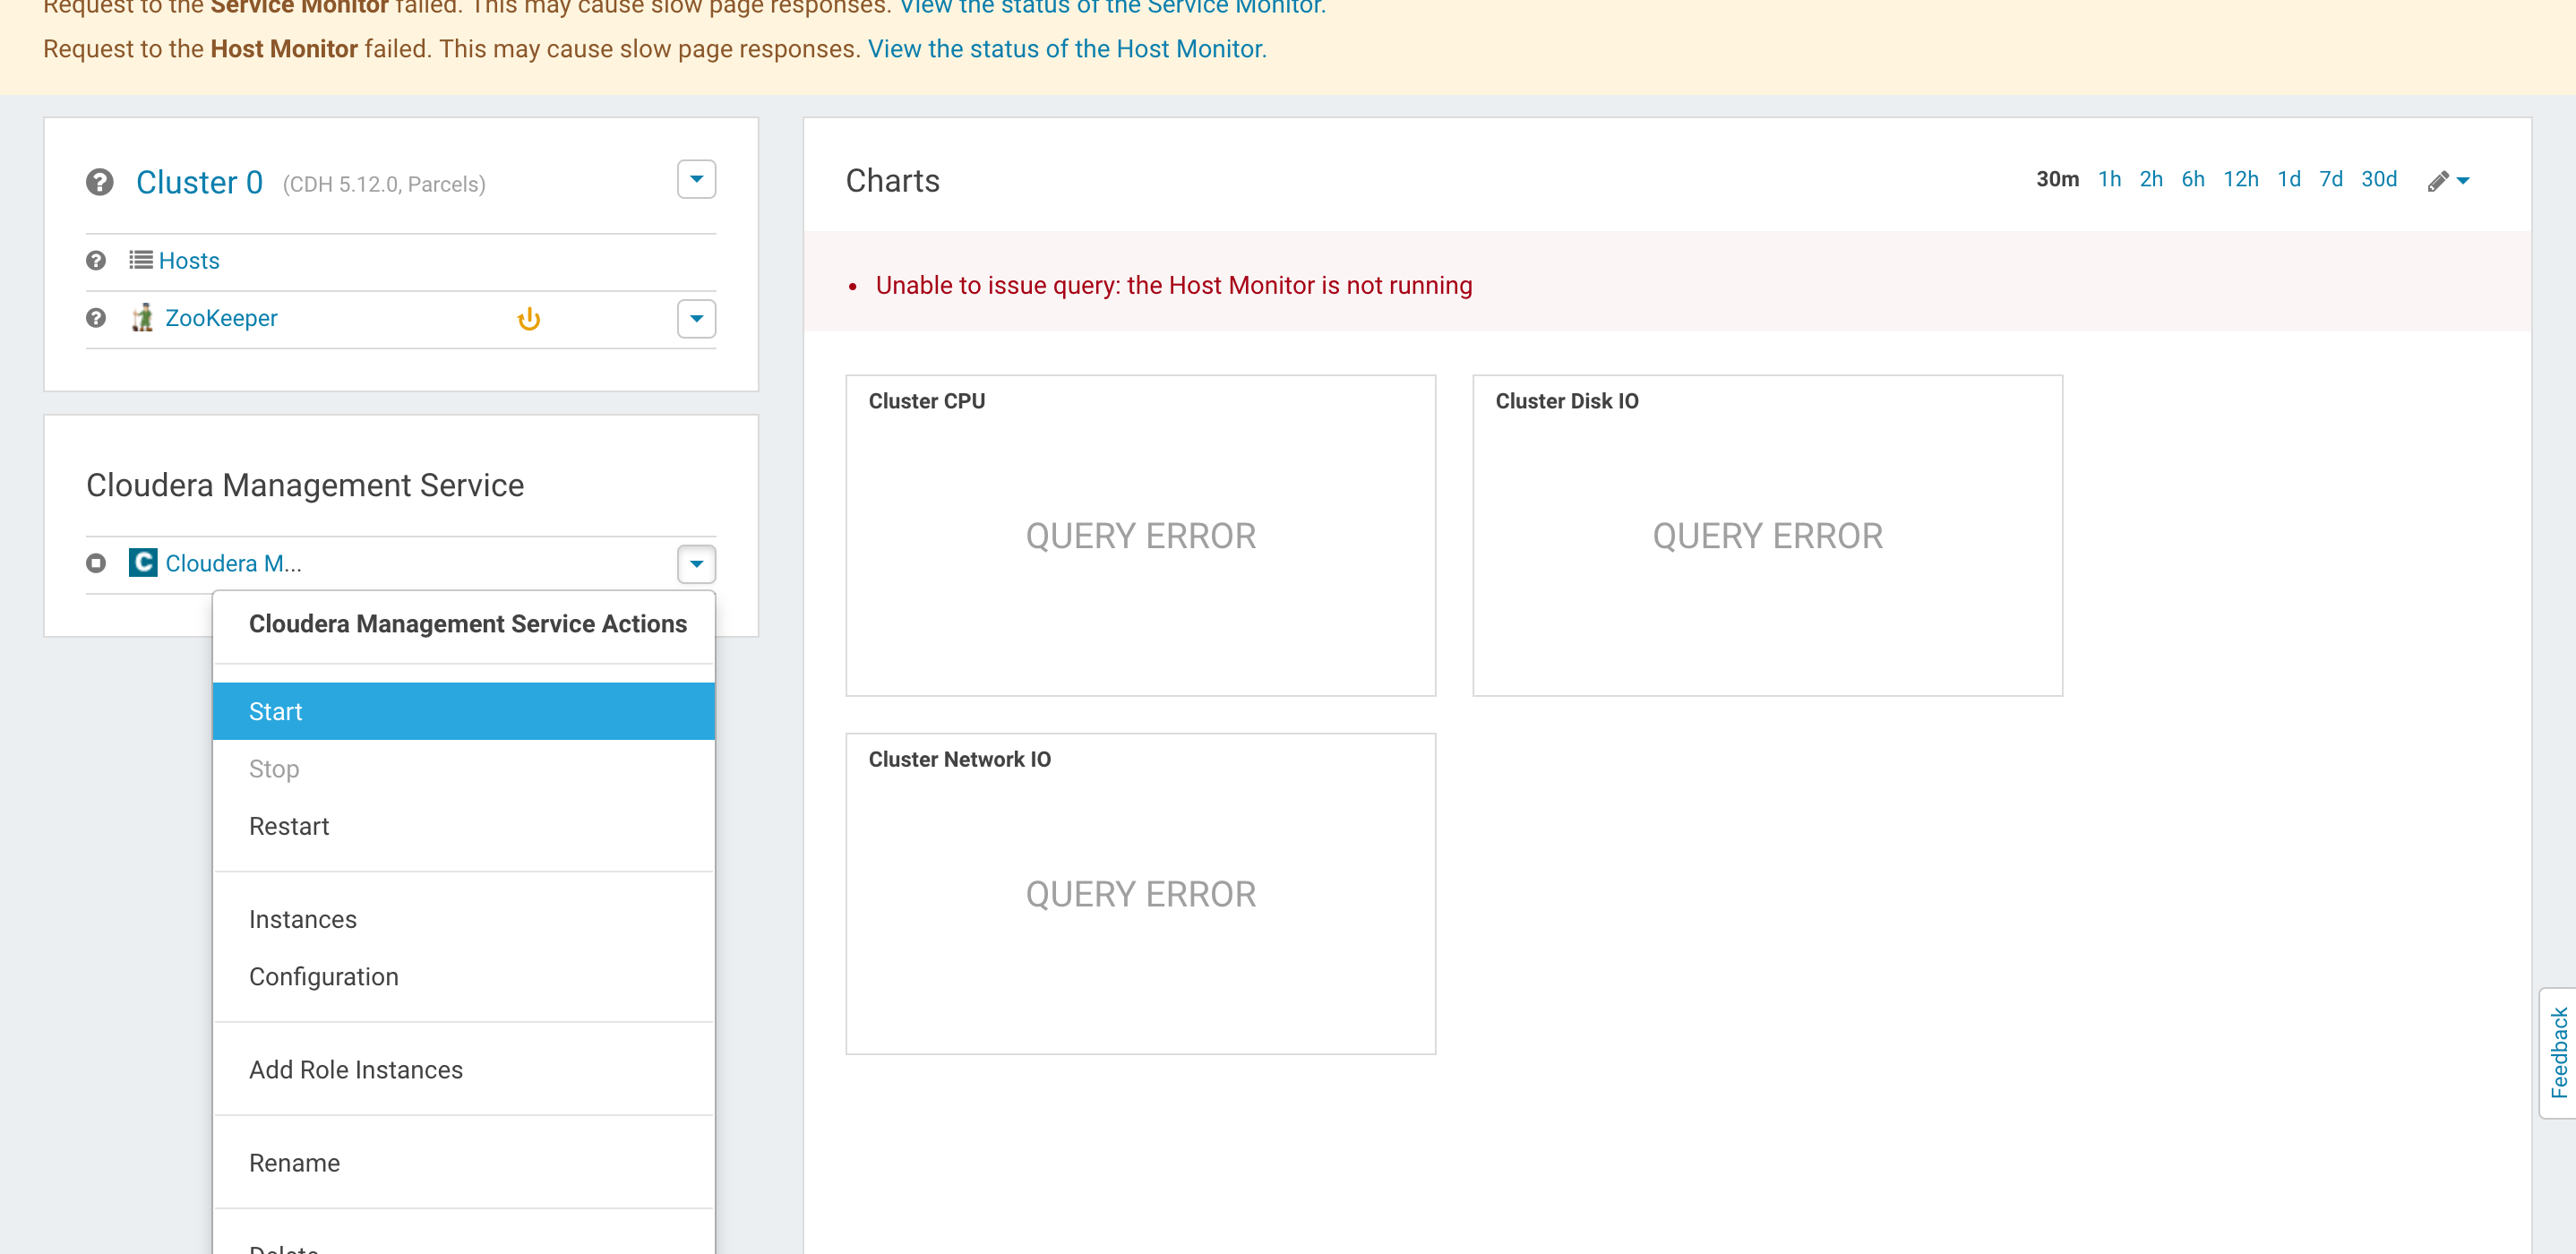 Request to the Service Monitor failed. This may cause slow page responses. View the status of the Service Monitor.
Request to the Host Monitor failed. This may cause slow page responses. View the status of the Host Monitor.
Cluster 0 (CDH 5.12.0, Parcels)
Hosts
ZooKeeper
Cloudera Management Service
C Cloudera M...
Cloudera Management Service Actions
Start
Stop
Restart
Instances
Configuration
Add Role Instances
Rename
Delete
Charts
30m 1h 2h 6h 12h 1d 7d 30d
Unable to issue query: the Host Monitor is not running
Cluster CPU
QUERY ERROR
Cluster Disk IO
QUERY ERROR
Cluster Network IO
QUERY ERROR
Feedback